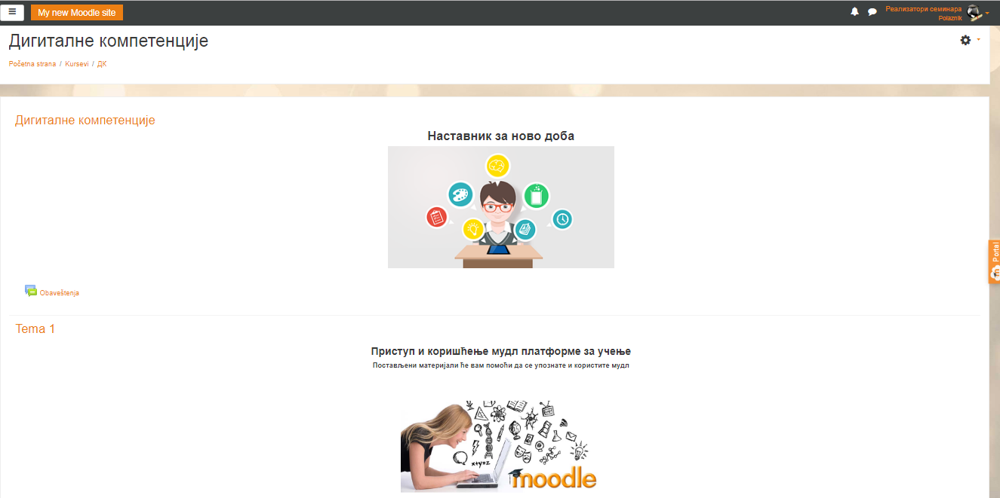 My new Moodle site
Реализатори семинара
Polaznik
Дигиталне компетенције
Početna strana / Kursevi / ДК
Дигиталне компетенције
Наставник за ново доба
Obaveštenja
Portal
Tema 1
Приступ и коришћење мудл платформе за учење
Постављени материјали ће вам помоћи да се упознате и користите мудл
x+y=z
moodle